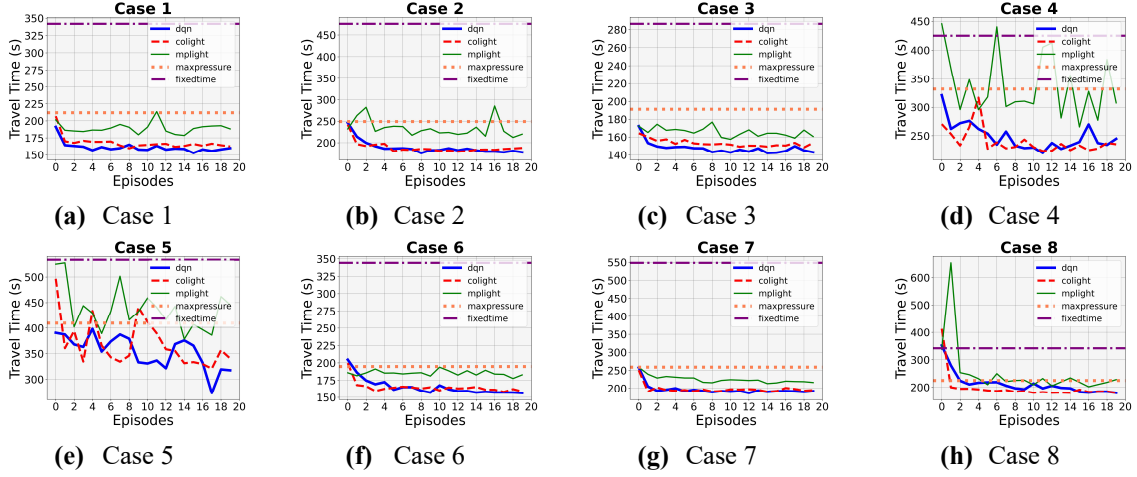 Case 1
Travel Time (s)
350
325
300
275
250
225
200
175
150
dqn
colight
mplight
maxpressure
fixedtime
0 2 4 6 8 10 12 14 16 18 20
Episodes
(a) Case 1
Case 2
Travel Time (s)
450
400
350
300
250
200
dqn
colight
mplight
maxpressure
fixedtime
0 2 4 6 8 10 12 14 16 18 20
Episodes
(b) Case 2
Case 3
Travel Time (s)
280
260
240
220
200
180
160
140
dqn
colight
mplight
maxpressure
fixedtime
0 2 4 6 8 10 12 14 16 18 20
Episodes
(c) Case 3
Case 4
Travel Time (s)
450
400
350
300
250
dqn
colight
mplight
maxpressure
fixedtime
0 2 4 6 8 10 12 14 16 18 20
Episodes
(d) Case 4
Case 5
Travel Time (s)
500
450
400
350
300
dqn
colight
mplight
maxpressure
fixedtime
0 2 4 6 8 10 12 14 16 18 20
Episodes
(e) Case 5
Case 6
Travel Time (s)
350
325
300
275
250
225
200
175
150
dqn
colight
mplight
maxpressure
fixedtime
0 2 4 6 8 10 12 14 16 18 20
Episodes
(f) Case 6
Case 7
Travel Time (s)
550
500
450
400
350
300
250
200
dqn
colight
mplight
maxpressure
fixedtime
0 2 4 6 8 10 12 14 16 18 20
Episodes
(g) Case 7
Case 8
Travel Time (s)
600
500
400
300
200
dqn
colight
mplight
maxpressure
fixedtime
0 2 4 6 8 10 12 14 16 18 20
Episodes
(h) Case 8